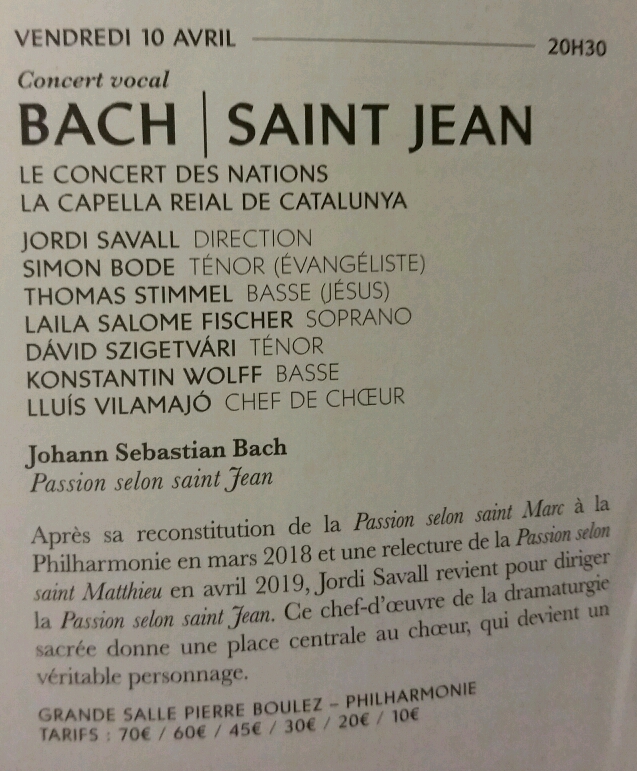 VENDREDI 10 AVRIL 20H30
Concert vocal
BACH | SAINT JEAN
LE CONCERT DES NATIONS
LA CAPELLA REIAL DE CATALUNYA
JORDI SAVALL DIRECTION
SIMON BODE TÉNOR (ÉVANGÉLISTE)
THOMAS STIMMEL BASSE (JÉSUS)
LAILA SALOME FISCHER SOPRANO
DÁVID SZIGETVÁRI TÉNOR
KONSTANTIN WOLFF BASSE
LLUÍS VILAMAJÓ CHEF DE CHŒUR
Johann Sebastian Bach
Passion selon saint Jean
Après sa reconstitution de la Passion selon saint Marc à la
Philharmonie en mars 2018 et une relecture de la Passion selon
saint Matthieu en avril 2019, Jordi Savall revient pour diriger
la Passion selon saint Jean. Ce chef-d'œuvre de la dramaturgie
sacrée donne une place centrale au chœur, qui devient un
véritable personnage.
GRANDE SALLE PIERRE BOULEZ – PHILHARMONIE
TARIFS : 70€ / 60€ / 45€ / 30€ / 20€ / 10€